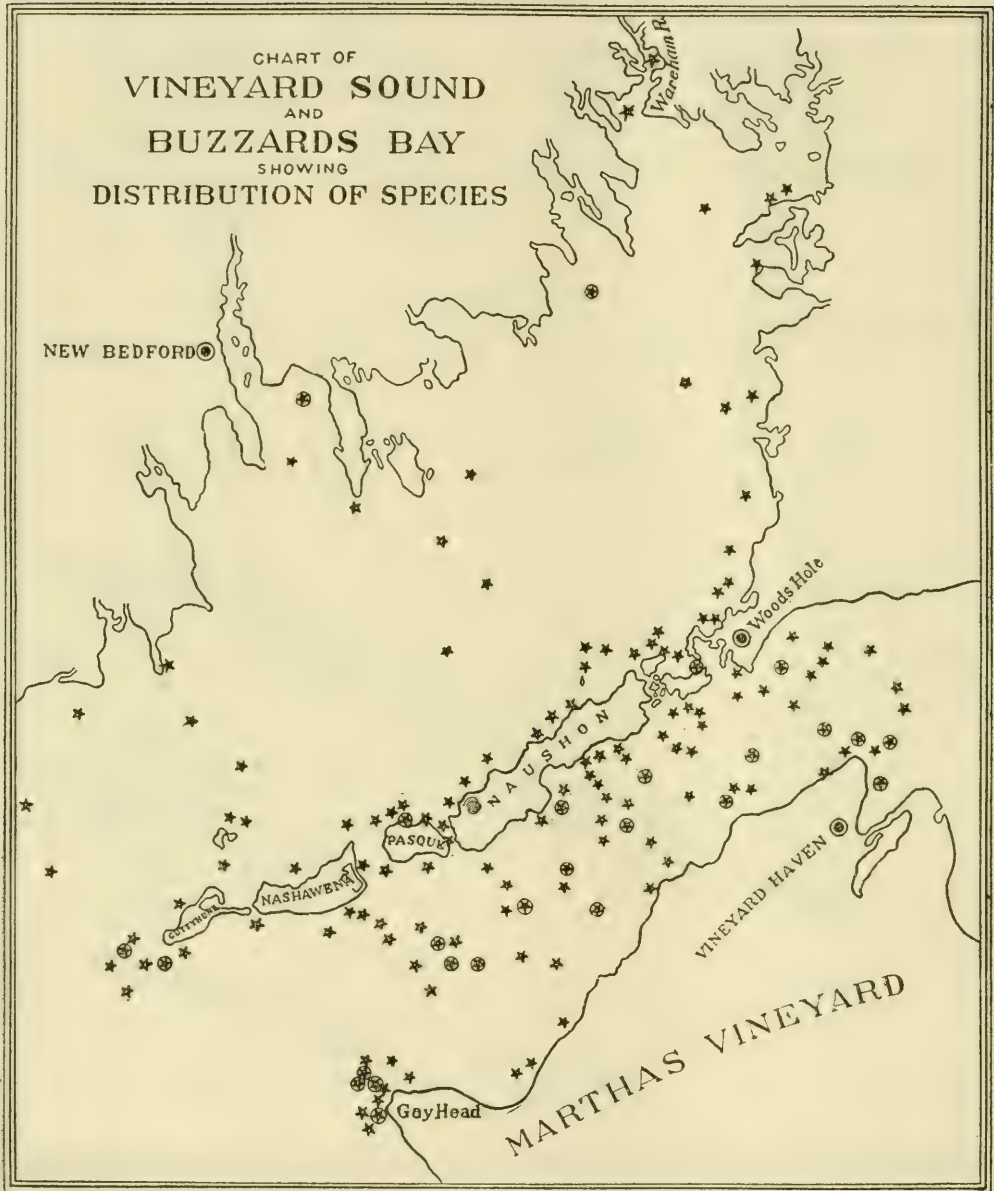 CHART OF
VINEYARD SOUND
AND
BUZZARDS BAY
SHOWING
DISTRIBUTION OF SPECIES
Wareham R.
NEW BEDFORD
Woods Hole
NAUSHON
PASQUE
NASHAWENA
CUTTYHUNK
VINEYARD HAVEN
MARTHAS VINEYARD
Gay Head